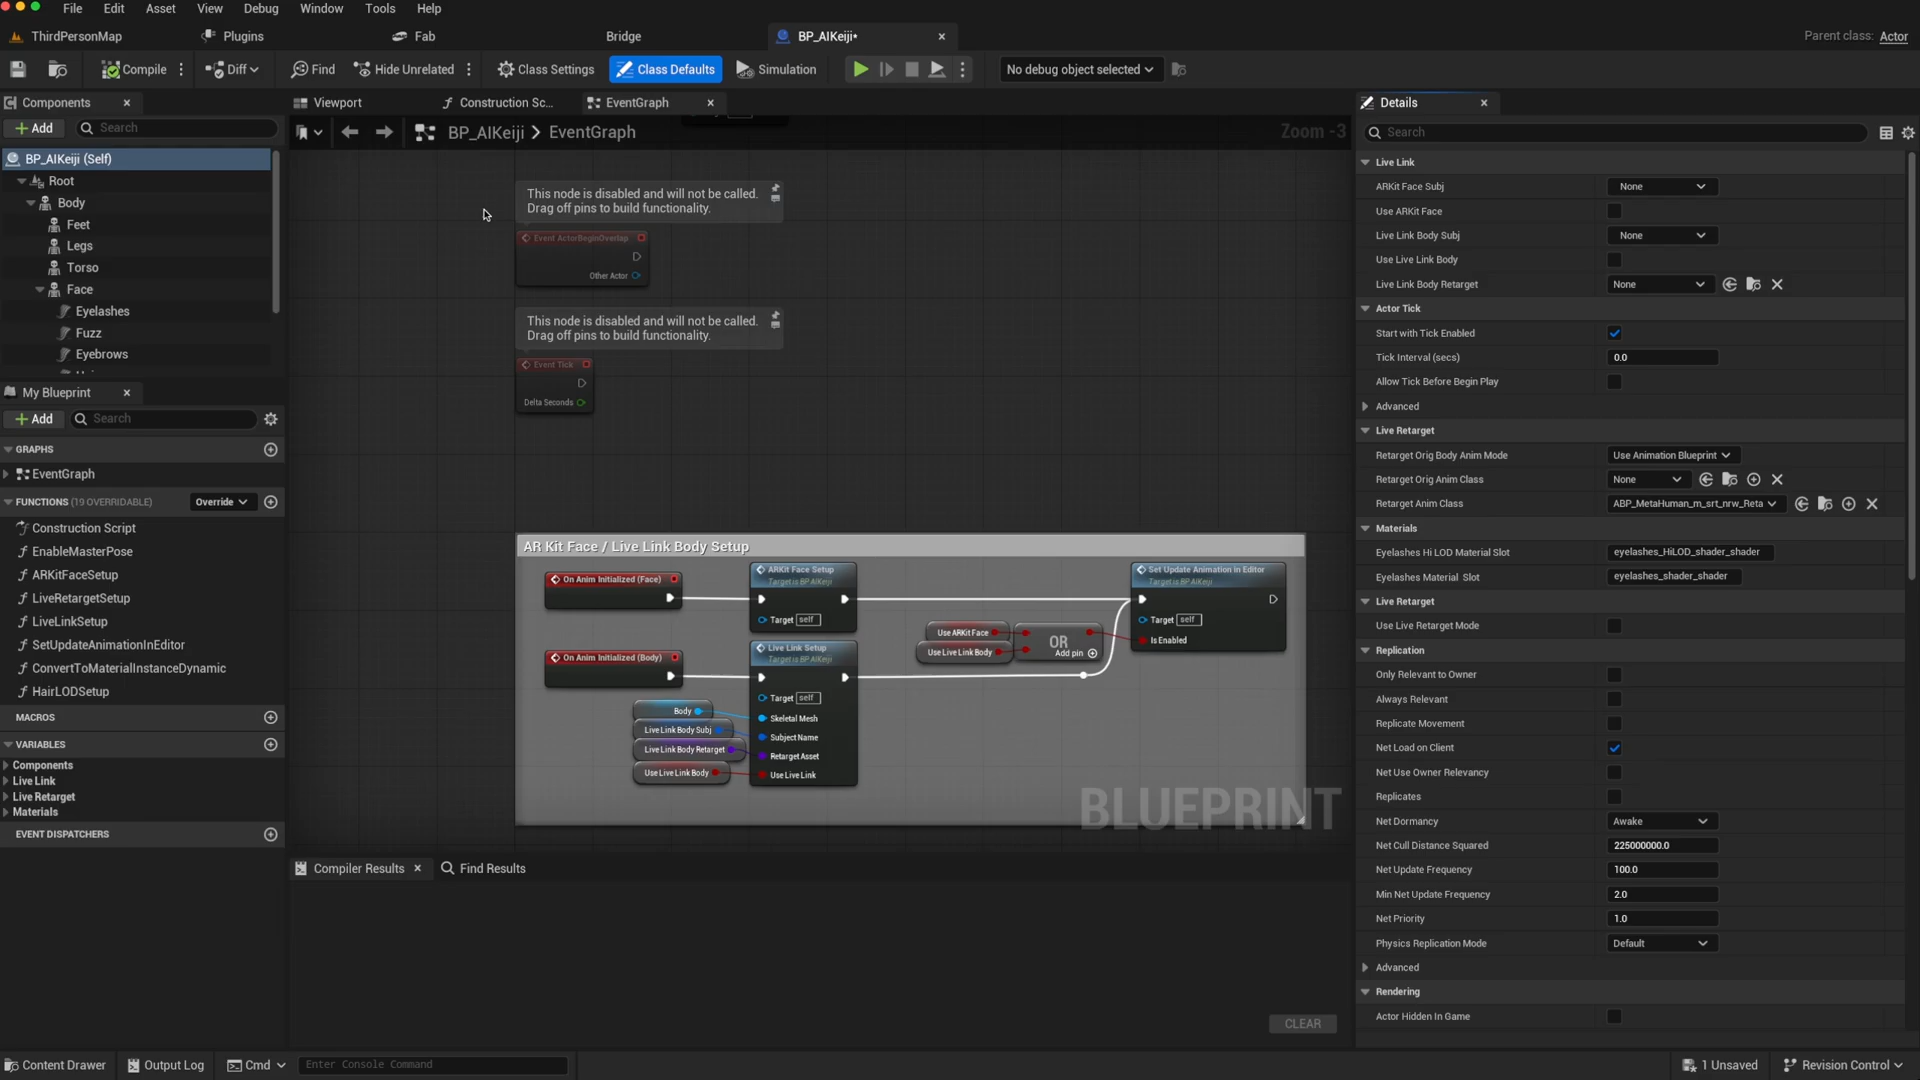 File Edit Asset View Debug Window Tools Help
ThirdPersonMap Plugins Fab Bridge BP_AIKeiji* Parent class: Actor
Compile Diff Find Hide Unrelated Class Settings Class Defaults Simulation No debug object selected
Components
Add Search
BP_AIKeiji (Self)
Root
Body
Feet
Legs
Torso
Face
Eyelashes
Fuzz
Eyebrows
My Blueprint
Add Search
GRAPHS
EventGraph
FUNCTIONS (19 OVERRIDABLE) Override
Construction Script
EnableMasterPose
ARKitFaceSetup
LiveRetargetSetup
LiveLinkSetup
SetUpdateAnimationInEditor
ConvertToMaterialInstanceDynamic
HairLODSetup
MACROS
VARIABLES
Components
Live Link
Live Retarget
Materials
EVENT DISPATCHERS
Viewport Construction Sc... EventGraph
BP_AIKeiji > EventGraph Zoom -3
This node is disabled and will not be called.
Drag off pins to build functionality.
Event ActorBeginOverlap
Other Actor
This node is disabled and will not be called.
Drag off pins to build functionality.
Event Tick
Delta Seconds
AR Kit Face / Live Link Body Setup
On Anim Initialized (Face)
ARKit Face Setup
Target is BP AIKeiji
Target self
Set Update Animation in Editor
Target is BP AIKeiji
Target self
Is Enabled
Use ARKit Face
Use Live Link Body
OR
Add pin
On Anim Initialized (Body)
Live Link Setup
Target is BP AIKeiji
Target self
Body Skeletal Mesh
Live Link Body Subj Subject Name
Live Link Body Retarget Retarget Asset
Use Live Link Body Use Live Link
BLUEPRINT
Compiler Results Find Results
CLEAR
Details
Search
Live Link
ARKit Face Subj None
Use ARKit Face
Live Link Body Subj None
Use Live Link Body
Live Link Body Retarget None
Actor Tick
Start with Tick Enabled
Tick Interval (secs) 0.0
Allow Tick Before Begin Play
Advanced
Live Retarget
Retarget Orig Body Anim Mode Use Animation Blueprint
Retarget Orig Anim Class None
Retarget Anim Class ABP_MetaHuman_m_srt_nrw_Reta
Materials
Eyelashes Hi LOD Material Slot eyelashes_HiLOD_shader_shader
Eyelashes Material Slot eyelashes_shader_shader
Live Retarget
Use Live Retarget Mode
Replication
Only Relevant to Owner
Always Relevant
Replicate Movement
Net Load on Client
Net Use Owner Relevancy
Replicates
Net Dormancy Awake
Net Cull Distance Squared 225000000.0
Net Update Frequency 100.0
Min Net Update Frequency 2.0
Net Priority 1.0
Physics Replication Mode Default
Advanced
Rendering
Actor Hidden In Game
Content Drawer Output Log Cmd Enter Console Command 1 Unsaved Revision Control